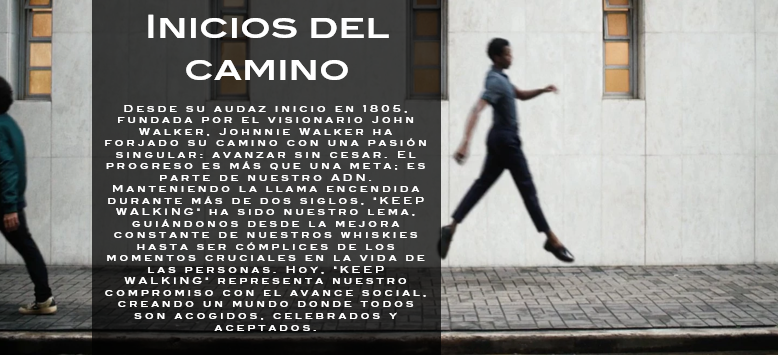 Inicios del
camino
Desde su audaz inicio en 1805,
fundada por el visionario John
Walker, Johnnie Walker ha
forjado su camino con una pasión
singular: avanzar sin cesar. El
progreso es más que una meta; es
parte de nuestro ADN.
Manteniendo la llama encendida
durante más de dos siglos, "KEEP
WALKING" ha sido nuestro lema,
guiándonos desde la mejora
constante de nuestros whiskies
hasta ser cómplices de los
momentos cruciales en la vida de
las personas. Hoy, "KEEP
WALKING" representa nuestro
compromiso con el avance social,
creando un mundo donde todos
son acogidos, celebrados y
aceptados.